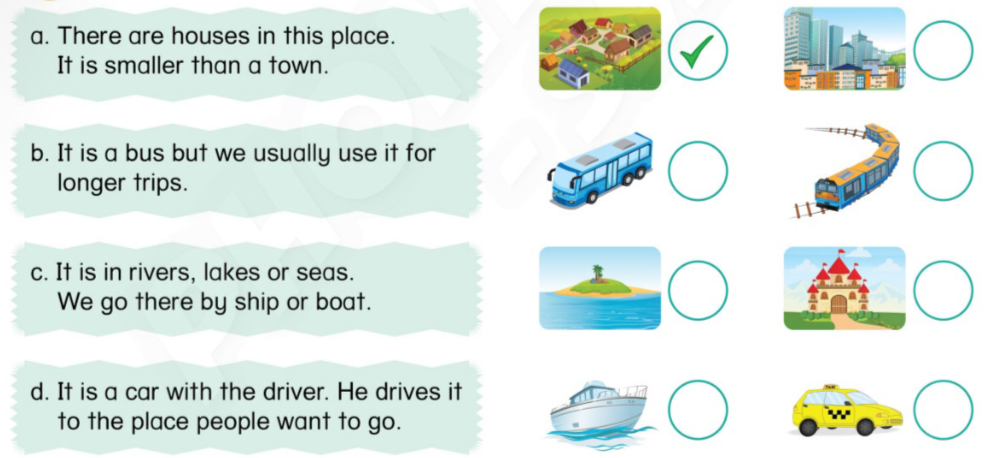 a. There are houses in this place.
It is smaller than a town.
b. It is a bus but we usually use it for
longer trips.
c. It is in rivers, lakes or seas.
We go there by ship or boat.
d. It is a car with the driver. He drives it
to the place people want to go.
TAXI